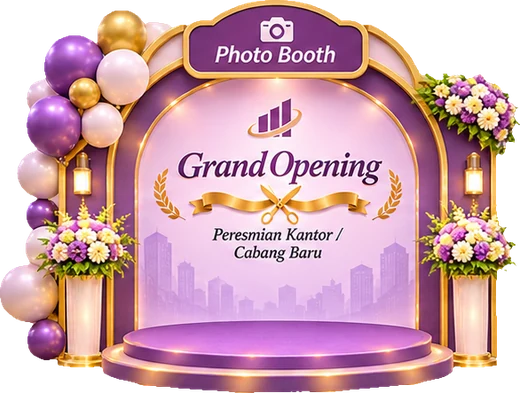 Photo Booth
Grand Opening
Peresmian Kantor /
Cabang Baru